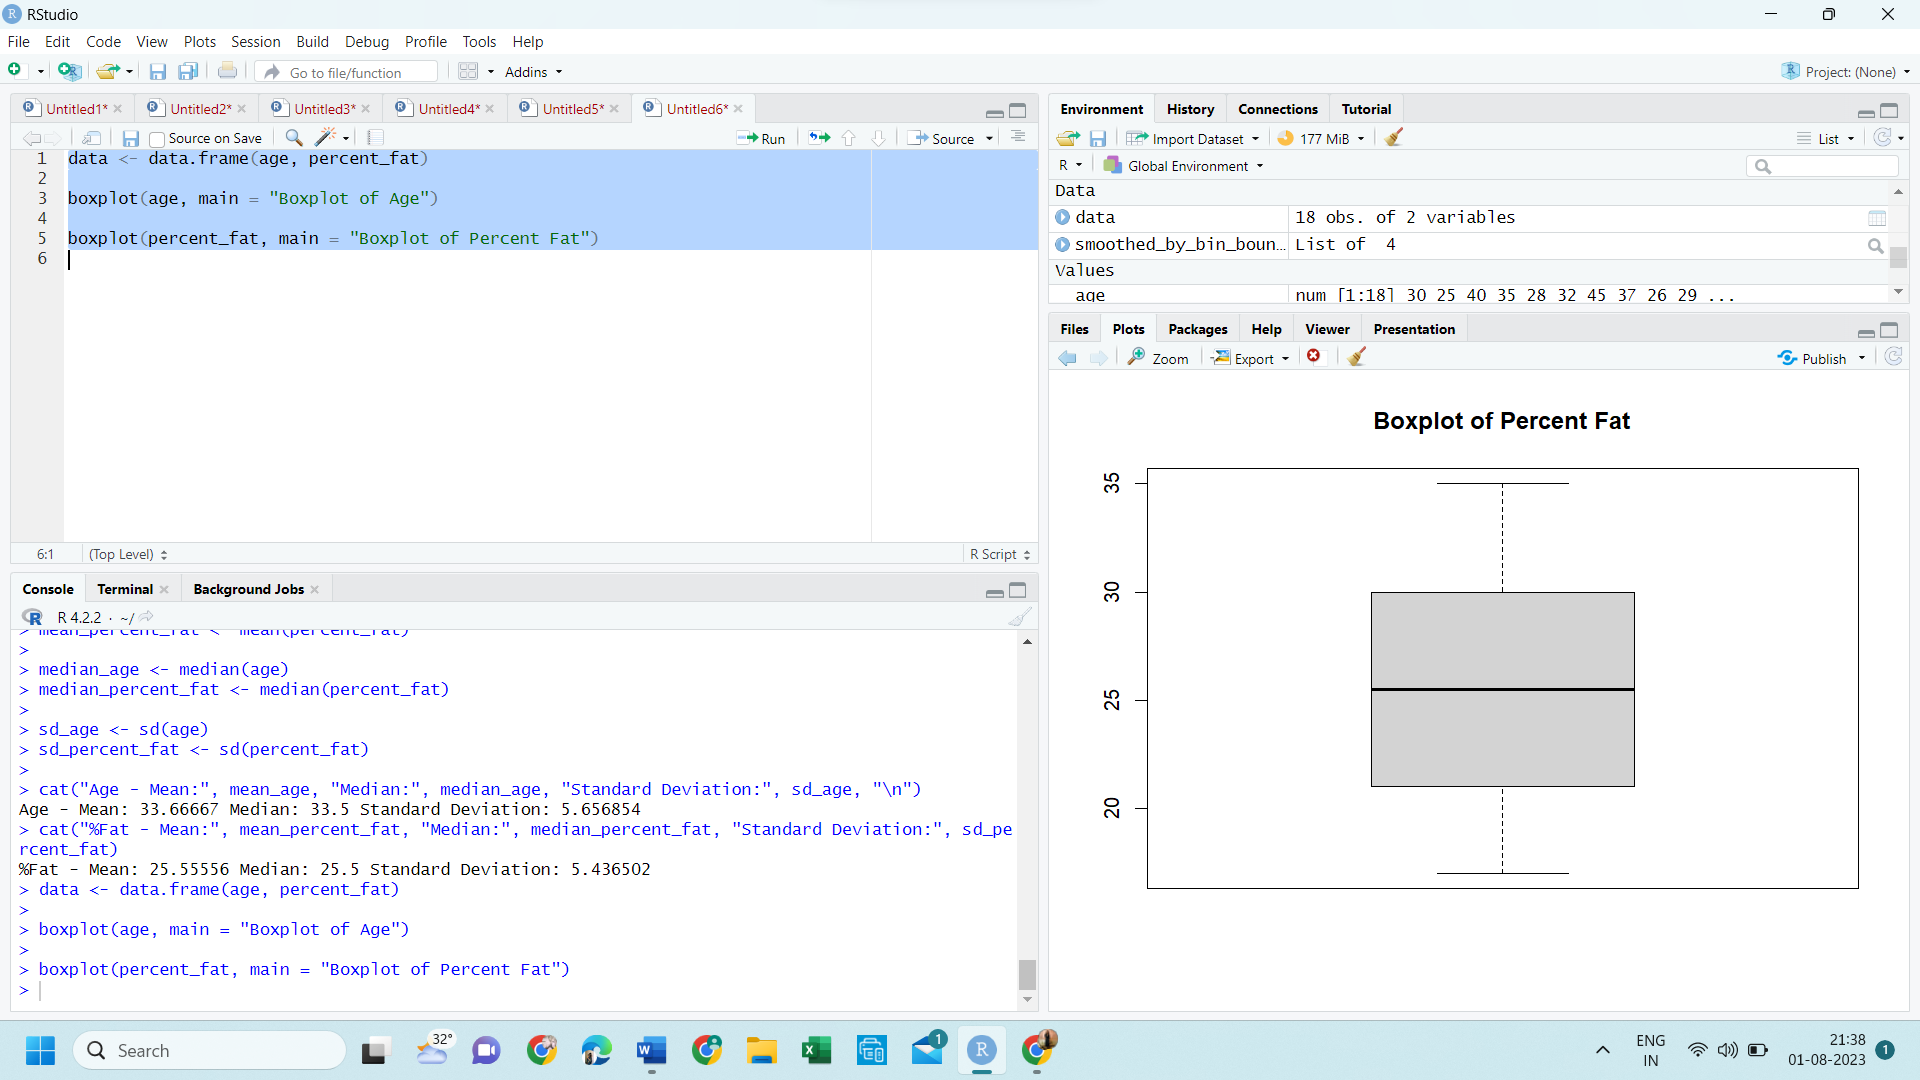 RStudio
File Edit Code View Plots Session Build Debug Profile Tools Help
Go to file/function Addins Project: (None)
Untitled1* Untitled2* Untitled3* Untitled4* Untitled5* Untitled6*
Source on Save Run Source
1 data <- data.frame(age, percent_fat)
2
3 boxplot(age, main = "Boxplot of Age")
4
5 boxplot(percent_fat, main = "Boxplot of Percent Fat")
6
6:1 (Top Level) R Script
Console Terminal Background Jobs
R 4.2.2 · ~/
> mean_percent_fat <- mean(percent_fat)
>
> median_age <- median(age)
> median_percent_fat <- median(percent_fat)
>
> sd_age <- sd(age)
> sd_percent_fat <- sd(percent_fat)
>
> cat("Age - Mean:", mean_age, "Median:", median_age, "Standard Deviation:", sd_age, "\n")
Age - Mean: 33.66667 Median: 33.5 Standard Deviation: 5.656854
> cat("%Fat - Mean:", mean_percent_fat, "Median:", median_percent_fat, "Standard Deviation:", sd_pe
rcent_fat)
%Fat - Mean: 25.55556 Median: 25.5 Standard Deviation: 5.436502
> data <- data.frame(age, percent_fat)
>
> boxplot(age, main = "Boxplot of Age")
>
> boxplot(percent_fat, main = "Boxplot of Percent Fat")
>
Environment History Connections Tutorial
Import Dataset 177 MiB List
R Global Environment
Data
data 18 obs. of 2 variables
smoothed_by_bin_boun... List of 4
Values
age num [1:18] 30 25 40 35 28 32 45 37 26 29 ...
Files Plots Packages Help Viewer Presentation
Zoom Export Publish
Boxplot of Percent Fat
35
30
25
20
Search
32°
1
ENG
IN
21:38
01-08-2023
1